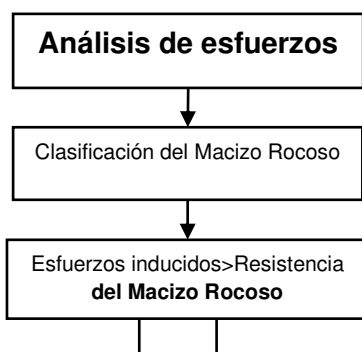 Análisis de esfuerzos
Clasificación del Macizo Rocoso
Esfuerzos inducidos>Resistencia
del Macizo Rocoso